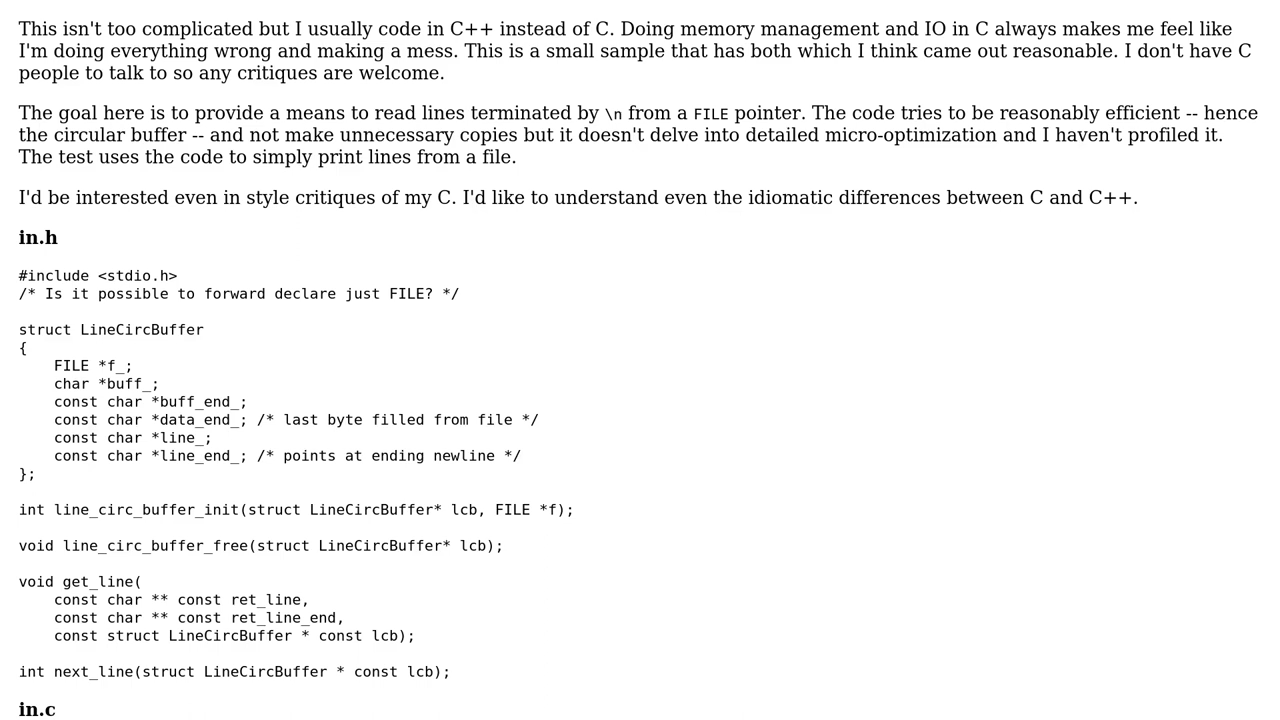 This isn't too complicated but I usually code in C++ instead of C. Doing memory management and IO in C always makes me feel like
I'm doing everything wrong and making a mess. This is a small sample that has both which I think came out reasonable. I don't have C
people to talk to so any critiques are welcome.
The goal here is to provide a means to read lines terminated by \n from a FILE pointer. The code tries to be reasonably efficient -- hence
the circular buffer -- and not make unnecessary copies but it doesn't delve into detailed micro-optimization and I haven't profiled it.
The test uses the code to simply print lines from a file.
I'd be interested even in style critiques of my C. I'd like to understand even the idiomatic differences between C and C++.
in.h
#include <stdio.h>
/* Is it possible to forward declare just FILE? */
struct LineCircBuffer
{
    FILE *f_;
    char *buff_;
    const char *buff_end_;
    const char *data_end_; /* last byte filled from file */
    const char *line_;
    const char *line_end_; /* points at ending newline */
};
int line_circ_buffer_init(struct LineCircBuffer* lcb, FILE *f);
void line_circ_buffer_free(struct LineCircBuffer* lcb);
void get_line(
    const char ** const ret_line,
    const char ** const ret_line_end,
    const struct LineCircBuffer * const lcb);
int next_line(struct LineCircBuffer * const lcb);
in.c